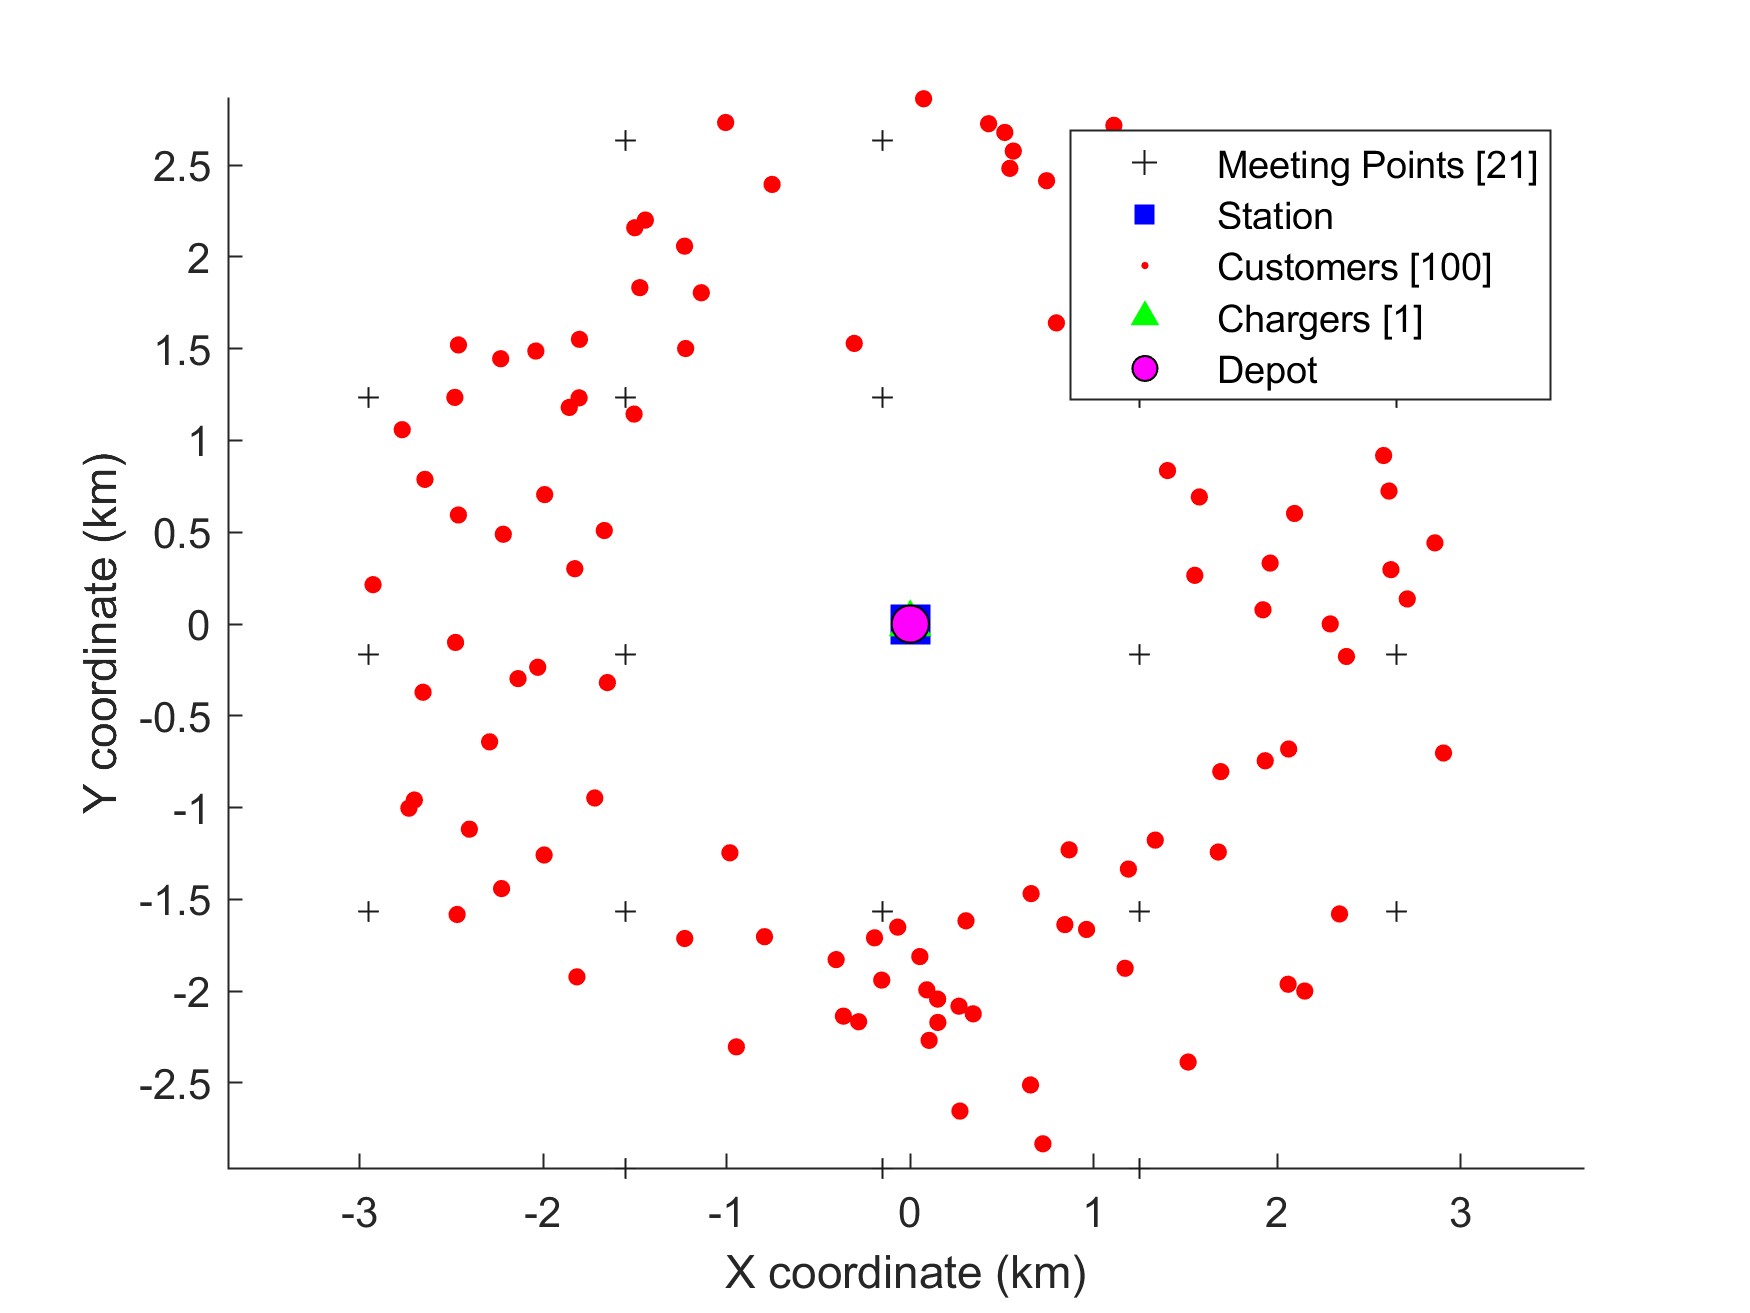 Meeting Points [21]
Station
Customers [100]
Chargers [1]
Depot
2.5
2
1.5
1
0.5
0
-0.5
-1
-1.5
-2
-2.5
Y coordinate (km)
-3 -2 -1 0 1 2 3
X coordinate (km)